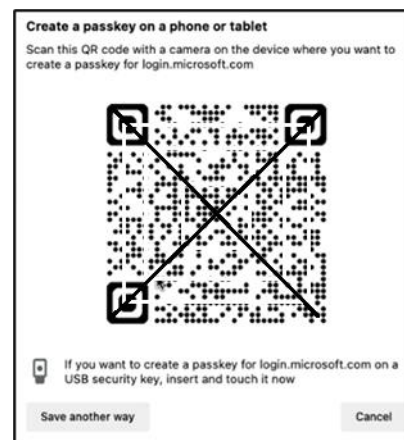 Create a passkey on a phone or tablet
Scan this QR code with a camera on the device where you want to
create a passkey for login.microsoft.com
If you want to create a passkey for login.microsoft.com on a
USB security key, insert and touch it now
Save another way
Cancel